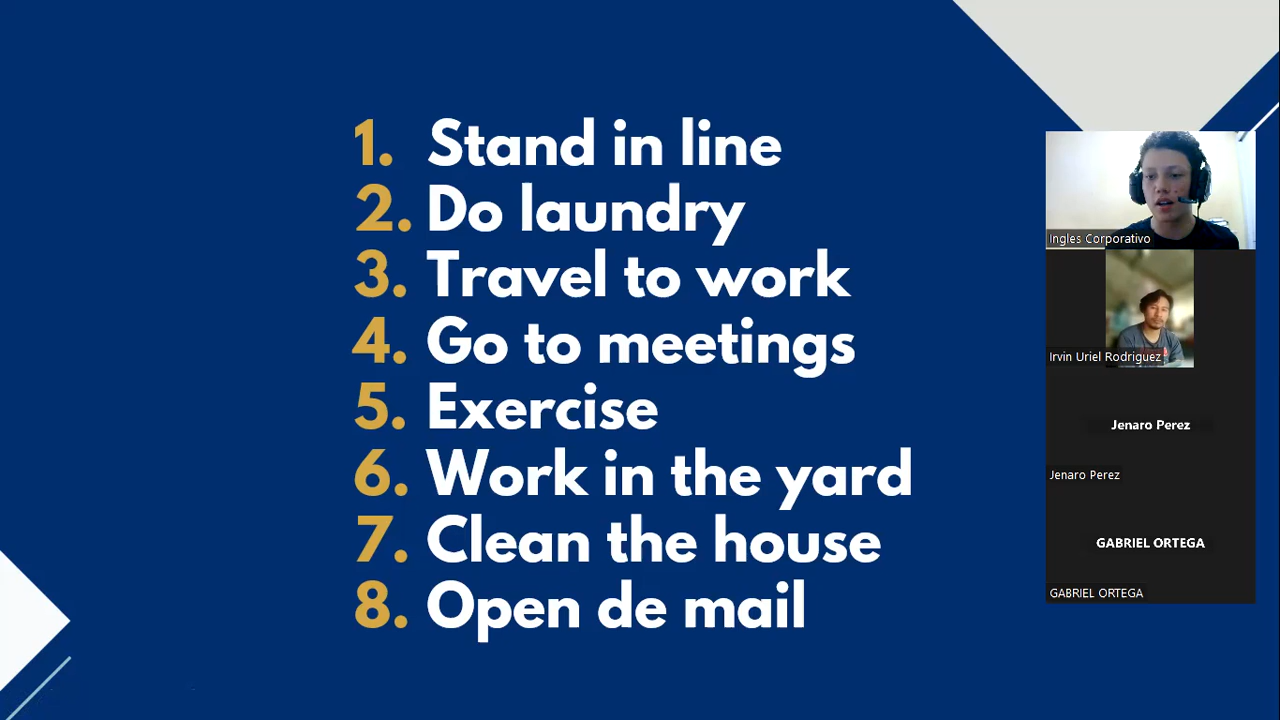 1. Stand in line
2. Do laundry
3. Travel to work
4. Go to meetings
5. Exercise
6. Work in the yard
7. Clean the house
8. Open de mail
Ingles Corporativo
Irvin Uriel Rodriguez
Jenaro Perez
Jenaro Perez
GABRIEL ORTEGA
GABRIEL ORTEGA